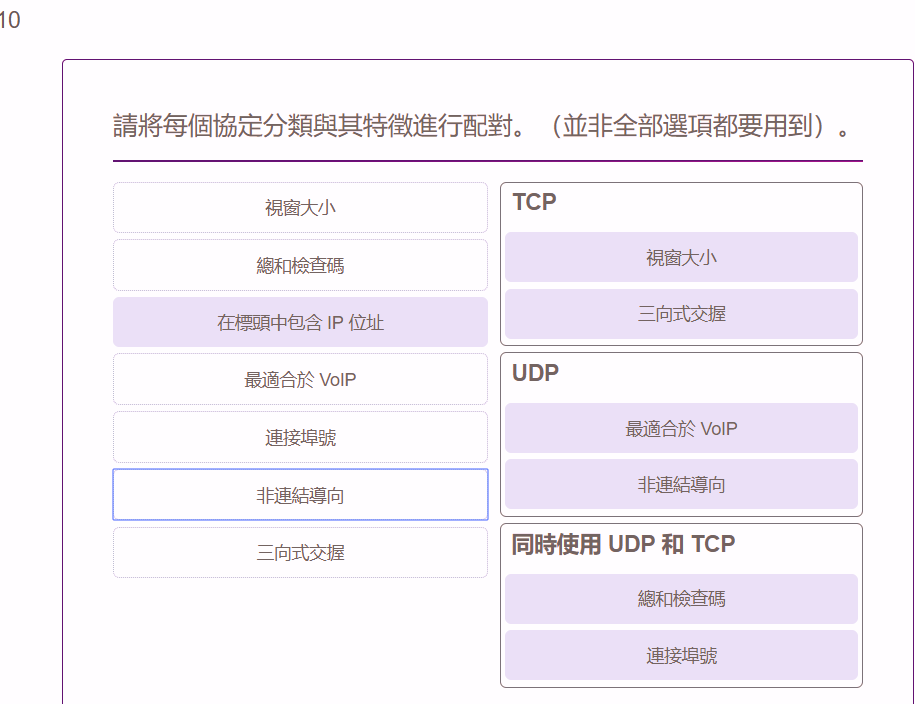 10
請將每個協定分類與其特徵進行配對。（並非全部選項都要用到）。
視窗大小
總和檢查碼
在標頭中包含 IP 位址
最適合於 VoIP
連接埠號
非連結導向
三向式交握
TCP
視窗大小
三向式交握
UDP
最適合於 VoIP
非連結導向
同時使用 UDP 和 TCP
總和檢查碼
連接埠號